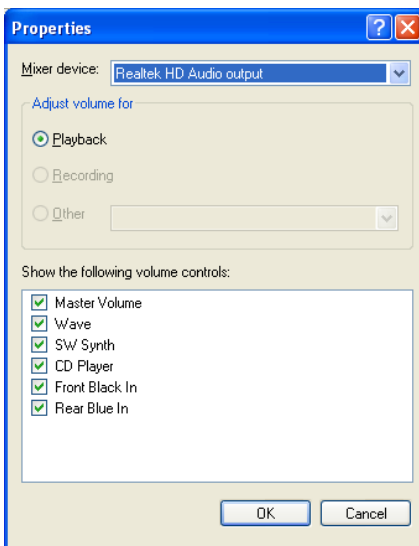 Properties
Mixer device: Realtek HD Audio output
Adjust volume for
Playback
Recording
Other
Show the following volume controls:
Master Volume
Wave
SW Synth
CD Player
Front Black In
Rear Blue In
OK Cancel